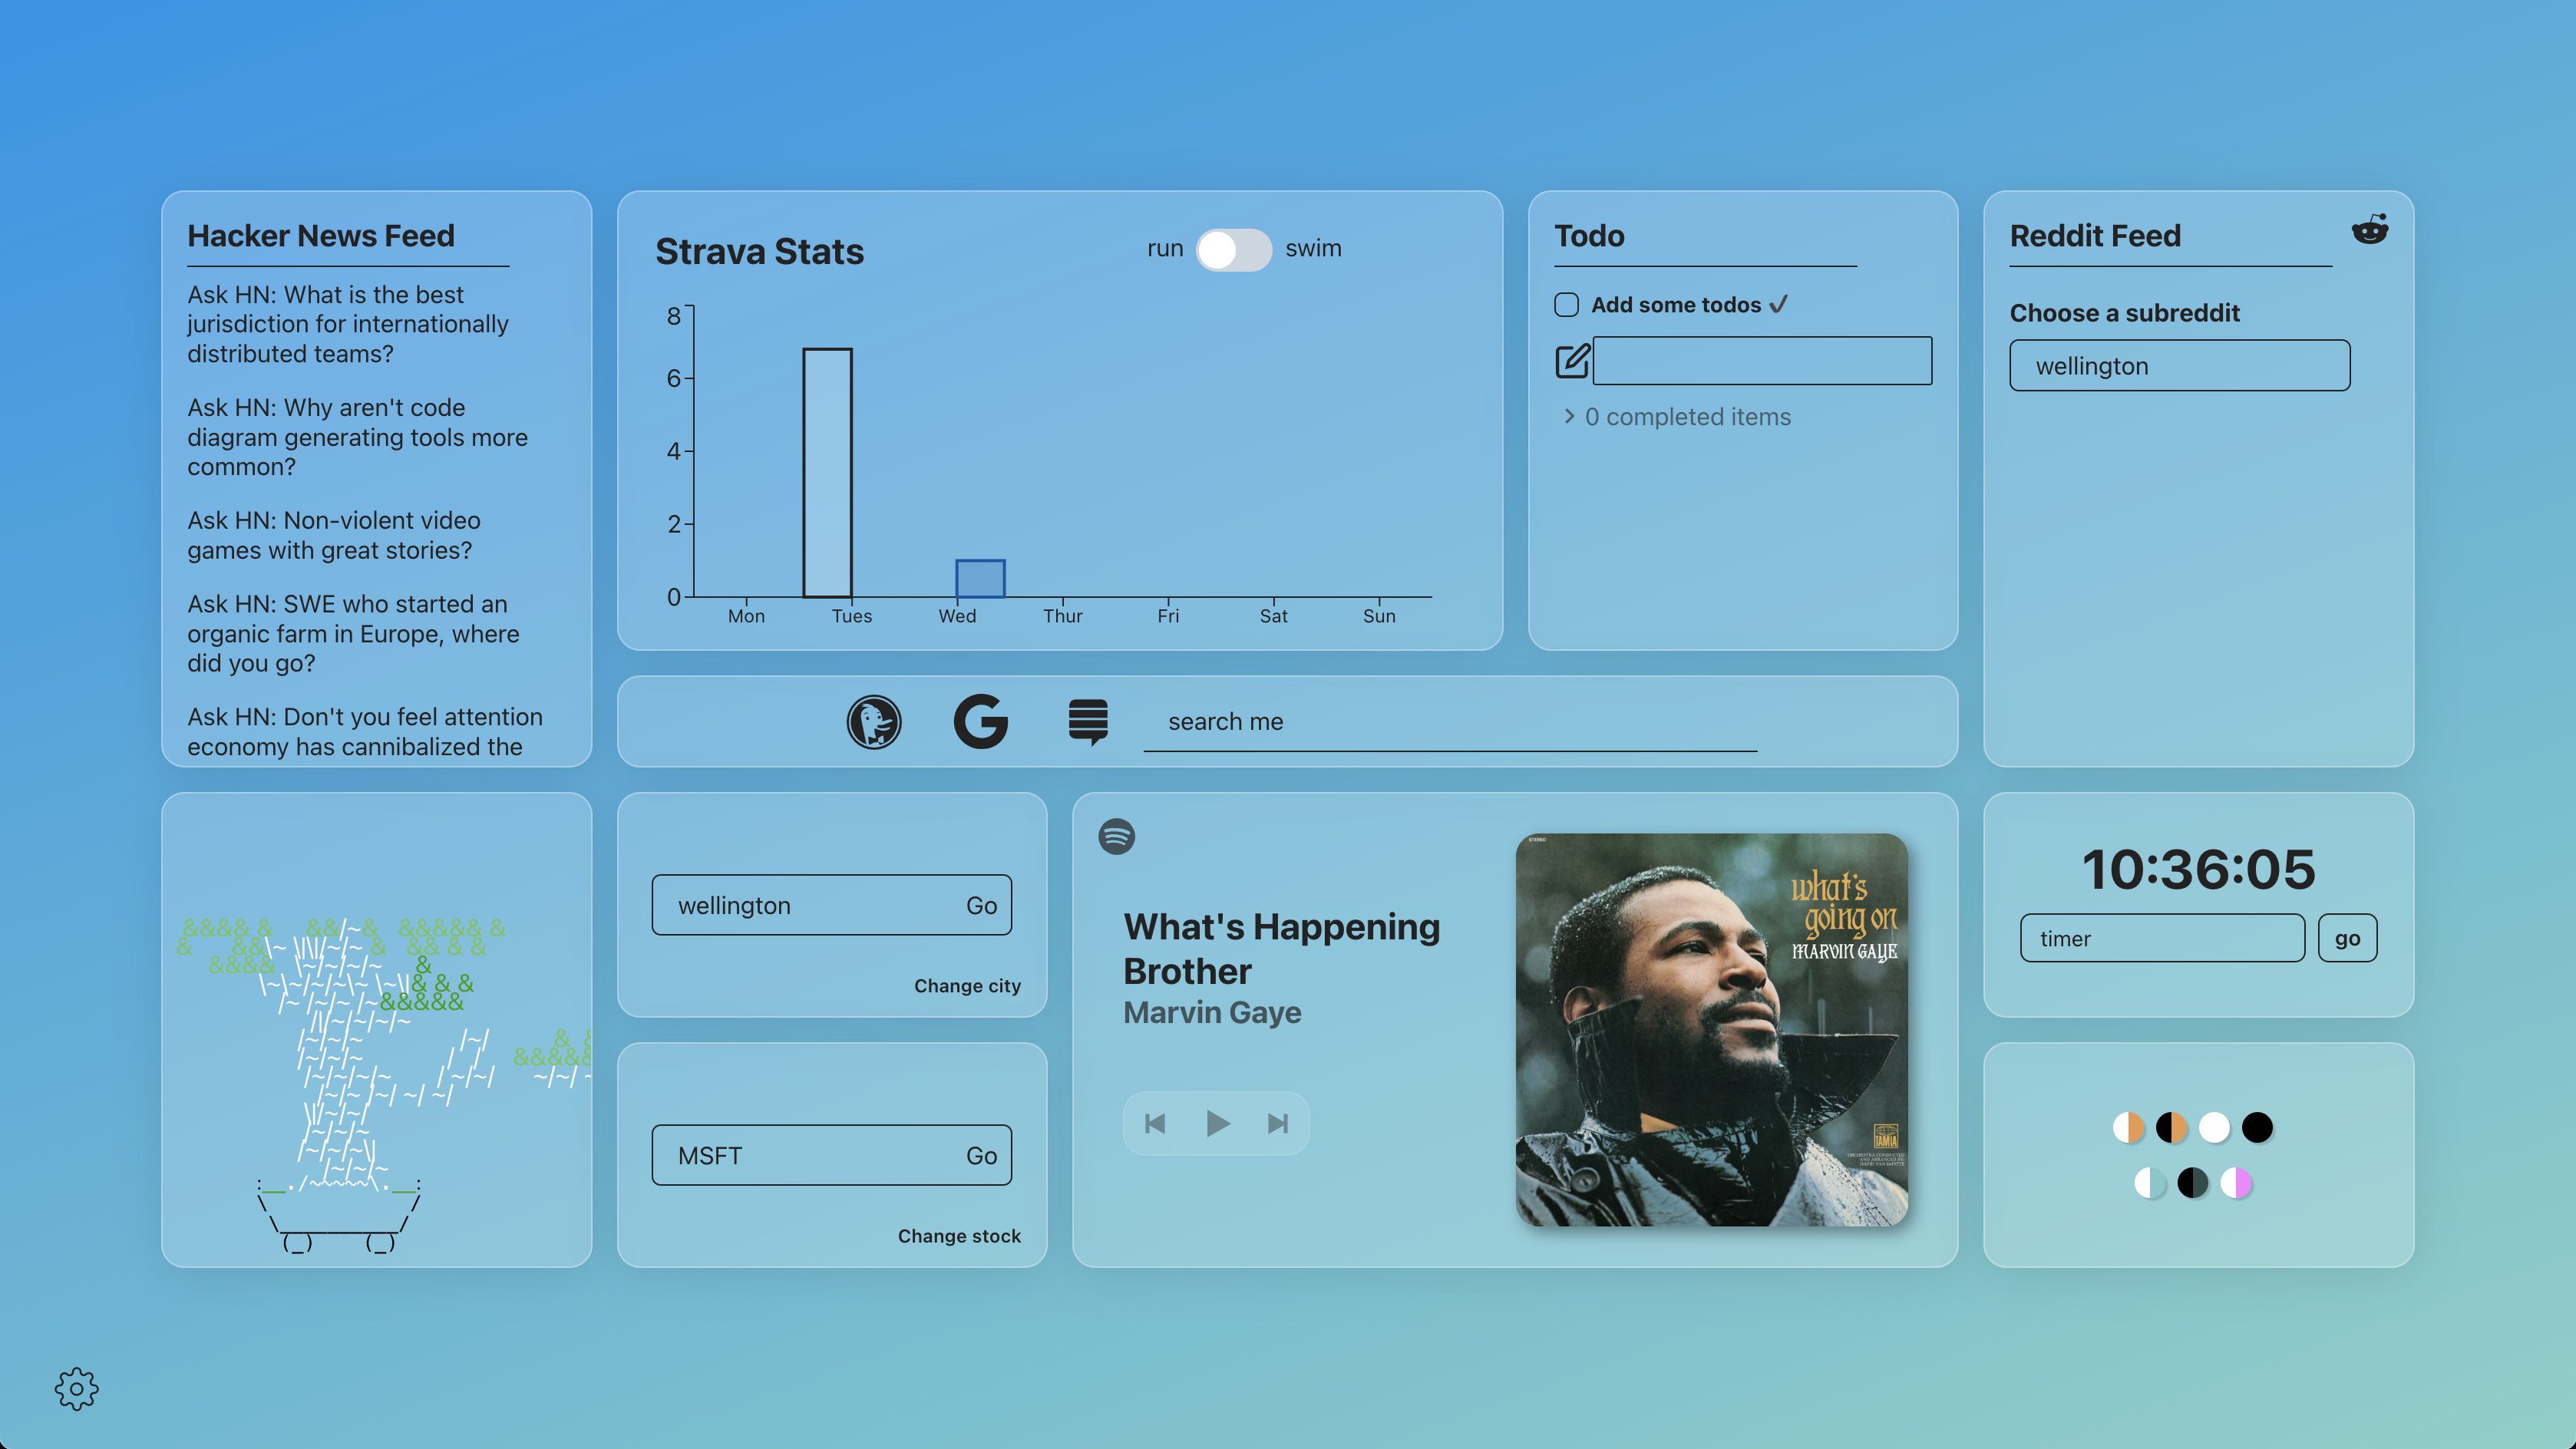 Hacker News Feed
Ask HN: What is the best
jurisdiction for internationally
distributed teams?
Ask HN: Why aren't code
diagram generating tools more
common?
Ask HN: Non-violent video
games with great stories?
Ask HN: SWE who started an
organic farm in Europe, where
did you go?
Ask HN: Don't you feel attention
economy has cannibalized the
Strava Stats
run swim
8
6
4
2
0
Mon Tues Wed Thur Fri Sat Sun
Todo
Add some todos ✓
0 completed items
Reddit Feed
Choose a subreddit
wellington
search me
wellington Go
Change city
MSFT Go
Change stock
What's Happening
Brother
Marvin Gaye
STEREO
what's
going on
MARVIN GAYE
TAMLA
10:36:05
timer go